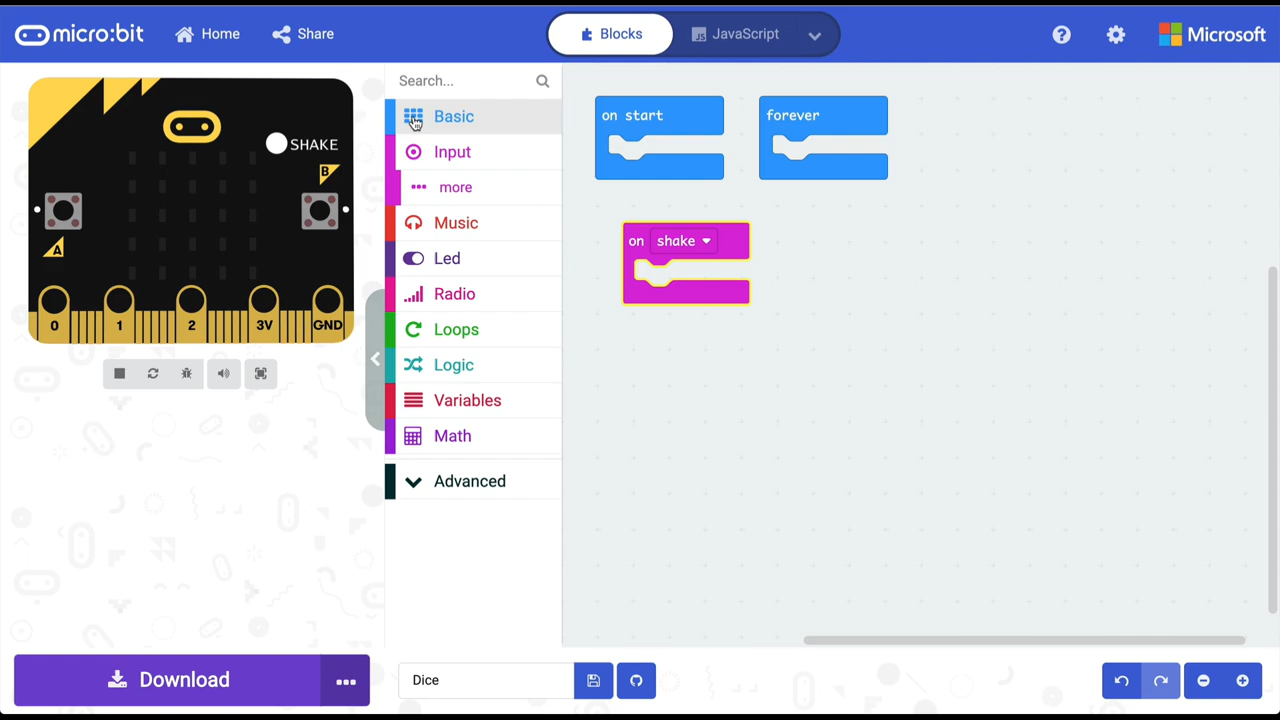 micro:bit
Home
Share
Blocks
JS JavaScript
Microsoft
SHAKE
B
A
0 1 2 3V GND
Download
Search...
Basic
Input
more
Music
Led
Radio
Loops
Logic
Variables
Math
Advanced
on start
forever
on shake
Dice